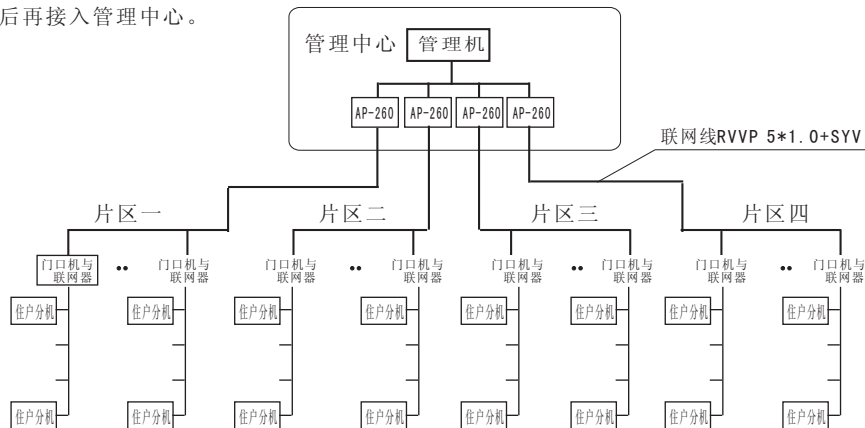 后再接入管理中心。
管理中心 管理机
AP-260 AP-260 AP-260 AP-260
联网线RVVP 5*1.0+SYV
片区一 片区二 片区三 片区四
门口机与 门口机与 门口机与 门口机与 门口机与 门口机与 门口机与 门口机与
联网器 联网器 联网器 联网器 联网器 联网器 联网器 联网器
住户分机 住户分机 住户分机 住户分机 住户分机 住户分机 住户分机 住户分机
住户分机 住户分机 住户分机 住户分机 住户分机 住户分机 住户分机 住户分机